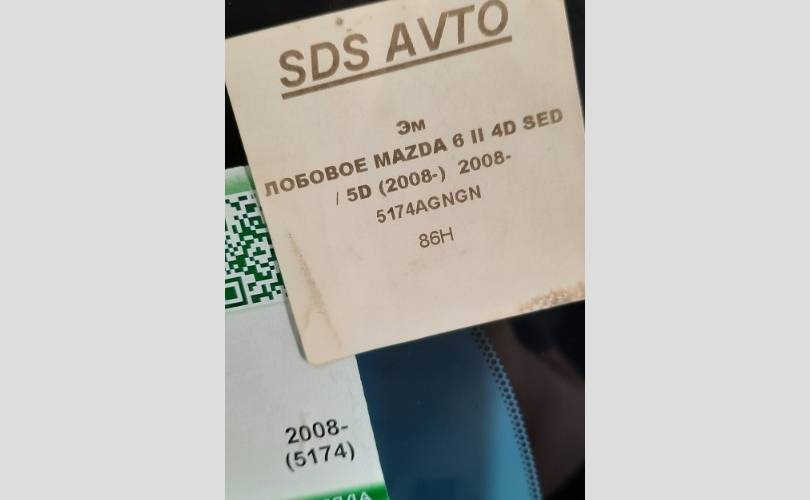 SDS AVTO
Эм
ЛОБОВОЕ MAZDA 6 II 4D SED
/ 5D (2008-) 2008-
5174AGNGN
86H
2008-
(5174)